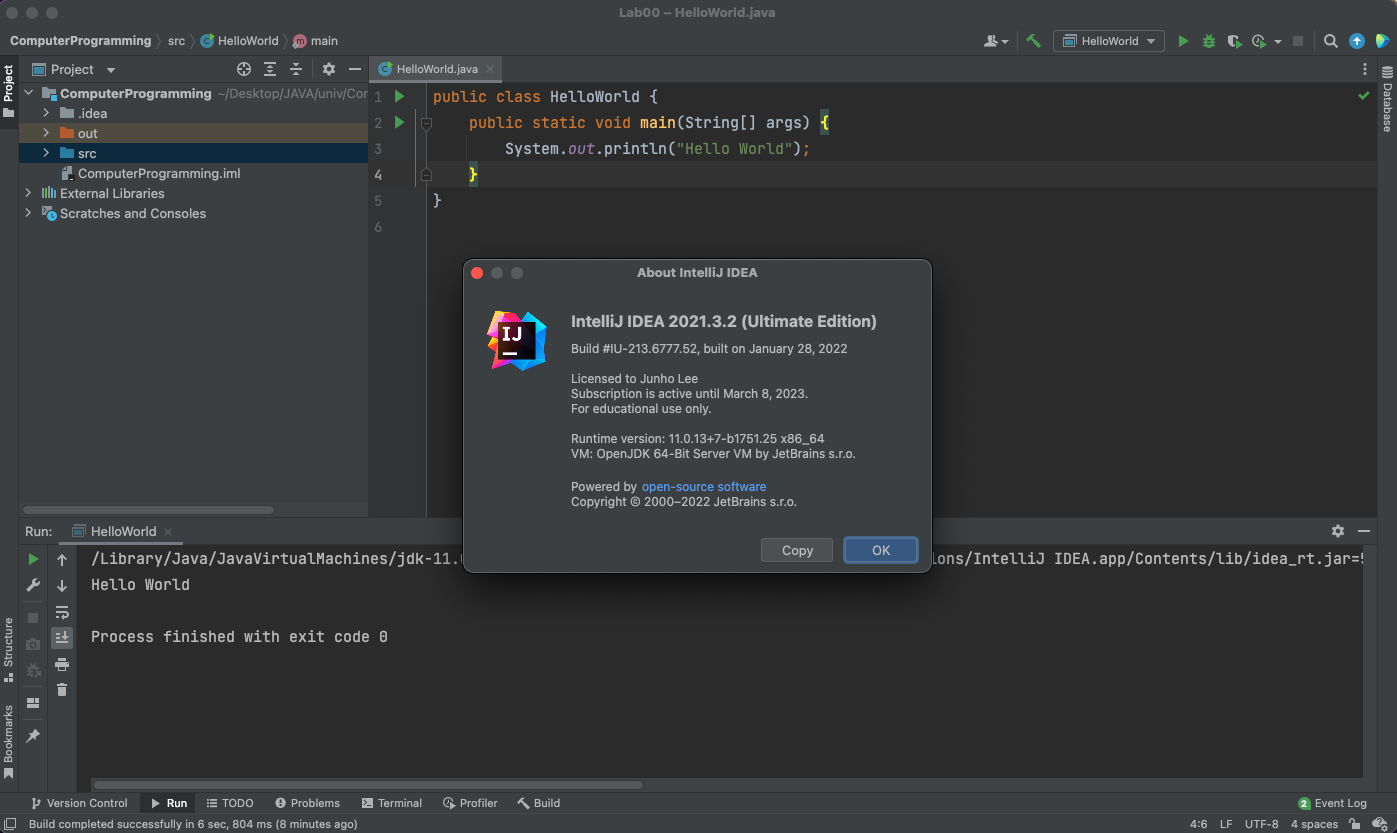 Lab00 – HelloWorld.java
ComputerProgramming src HelloWorld main
HelloWorld
Project
Project
HelloWorld.java
Database
ComputerProgramming ~/Desktop/JAVA/univ/Cor
.idea
out
src
ComputerProgramming.iml
External Libraries
Scratches and Consoles
1 public class HelloWorld {
2 public static void main(String[] args) {
3 System.out.println("Hello World");
4 }
5 }
6
About IntelliJ IDEA
IJ
IntelliJ IDEA 2021.3.2 (Ultimate Edition)
Build #IU-213.6777.52, built on January 28, 2022
Licensed to Junho Lee
Subscription is active until March 8, 2023.
For educational use only.
Runtime version: 11.0.13+7-b1751.25 x86_64
VM: OpenJDK 64-Bit Server VM by JetBrains s.r.o.
Powered by open-source software
Copyright © 2000–2022 JetBrains s.r.o.
Copy OK
Run: HelloWorld
/Library/Java/JavaVirtualMachines/jdk-11. ions/IntelliJ IDEA.app/Contents/lib/idea_rt.jar=
Hello World
Process finished with exit code 0
Structure
Bookmarks
Version Control Run TODO Problems Terminal Profiler Build 2 Event Log
Build completed successfully in 6 sec, 804 ms (8 minutes ago) 4:6 LF UTF-8 4 spaces